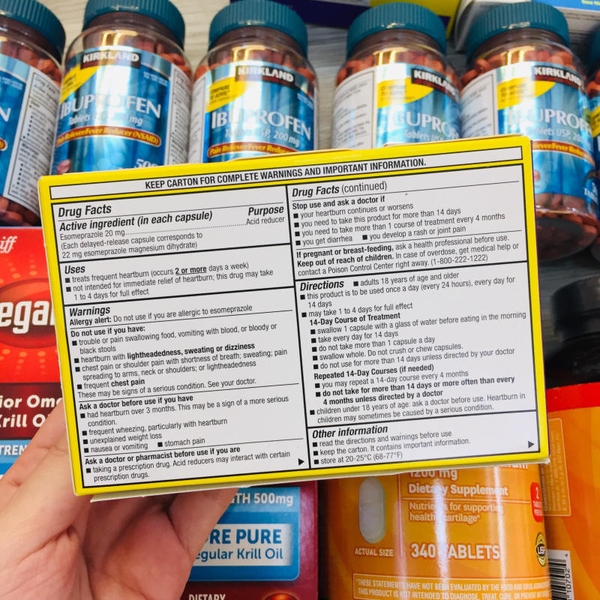 KIRKLAND
IBUPROFEN
Tablets USP, 200 mg
Pain Reliever/Fever Reducer (NSAID)
KIRKLAND
IBUPROFEN
KIRKLAND
KIRKLAND
KEEP CARTON FOR COMPLETE WARNINGS AND IMPORTANT INFORMATION.
Drug Facts
Active ingredient (in each capsule) Purpose
Esomeprazole 20 mg Acid reducer
(Each delayed-release capsule corresponds to
22 mg esomeprazole magnesium dihydrate)
Uses
■ treats frequent heartburn (occurs 2 or more days a week)
■ not intended for immediate relief of heartburn; this drug may take
1 to 4 days for full effect
Warnings
Allergy alert: Do not use if you are allergic to esomeprazole
Do not use if you have:
■ trouble or pain swallowing food, vomiting with blood, or bloody or
black stools
■ heartburn with lightheadedness, sweating or dizziness
■ chest pain or shoulder pain with shortness of breath; sweating; pain
spreading to arms, neck or shoulders; or lightheadedness
■ frequent chest pain
These may be signs of a serious condition. See your doctor.
Ask a doctor before use if you have
■ had heartburn over 3 months. This may be a sign of a more serious
condition.
■ frequent wheezing, particularly with heartburn
■ unexplained weight loss
■ nausea or vomiting ■ stomach pain
Ask a doctor or pharmacist before use if you are
■ taking a prescription drug. Acid reducers may interact with certain
prescription drugs.
Drug Facts (continued)
Stop use and ask a doctor if
■ your heartburn continues or worsens
■ you need to take this product for more than 14 days
■ you need to take more than 1 course of treatment every 4 months
■ you get diarrhea ■ you develop a rash or joint pain
If pregnant or breast-feeding, ask a health professional before use.
Keep out of reach of children. In case of overdose, get medical help or
contact a Poison Control Center right away. (1-800-222-1222)
Directions ■ adults 18 years of age and older
■ this product is to be used once a day (every 24 hours), every day for
14 days
■ may take 1 to 4 days for full effect
14-Day Course of Treatment
■ swallow 1 capsule with a glass of water before eating in the morning
■ take every day for 14 days
■ do not take more than 1 capsule a day
■ swallow whole. Do not crush or chew capsules.
■ do not use for more than 14 days unless directed by your doctor
Repeated 14-Day Courses (if needed)
■ you may repeat a 14-day course every 4 months
■ do not take for more than 14 days or more often than every
4 months unless directed by a doctor
■ children under 18 years of age: ask a doctor before use. Heartburn in
children may sometimes be caused by a serious condition.
Other information
■ read the directions and warnings before use
■ keep the carton. It contains important information.
■ store at 20-25°C (68-77°F)
500mg
RE PURE
Krill Oil
DIETARY
1200 mg
Dietary Supplement
ACTUAL SIZE
340 TABLETS